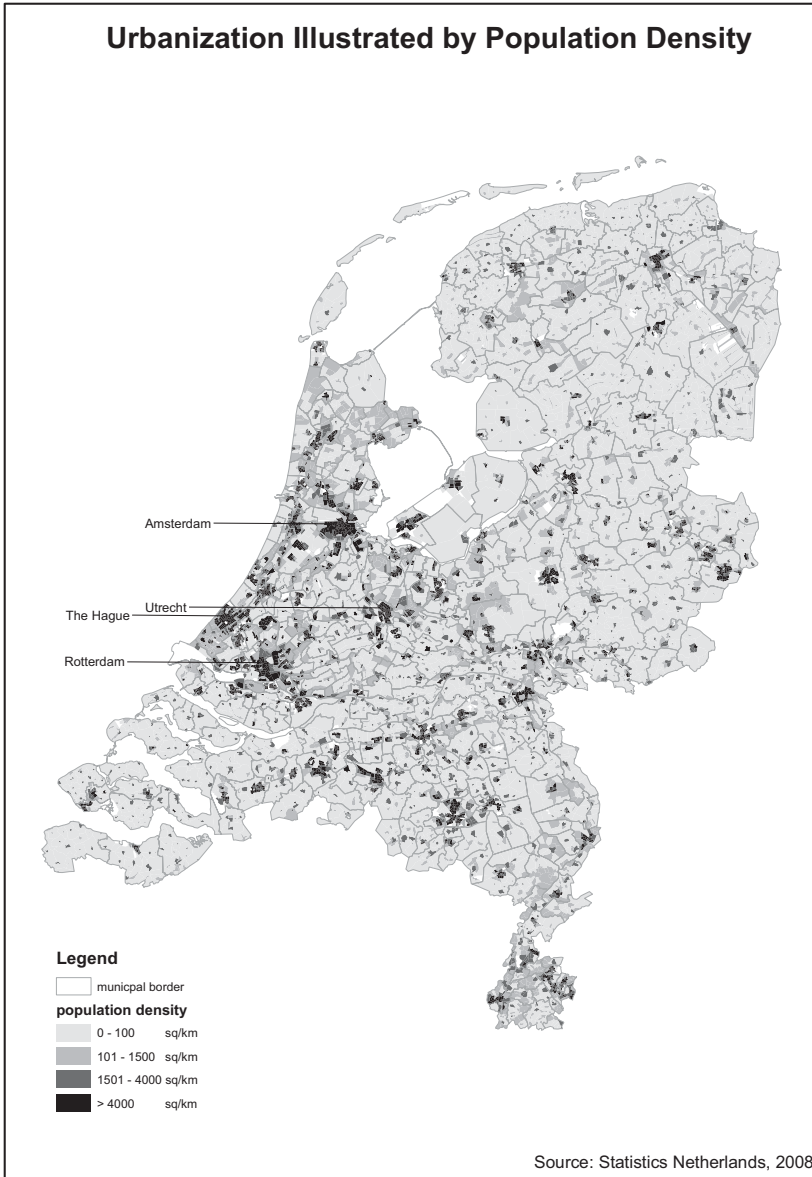 Urbanization Illustrated by Population Density
Amsterdam
Utrecht
The Hague
Rotterdam
Legend
municpal border
population density
0 - 100 sq/km
101 - 1500 sq/km
1501 - 4000 sq/km
> 4000 sq/km
Source: Statistics Netherlands, 2008